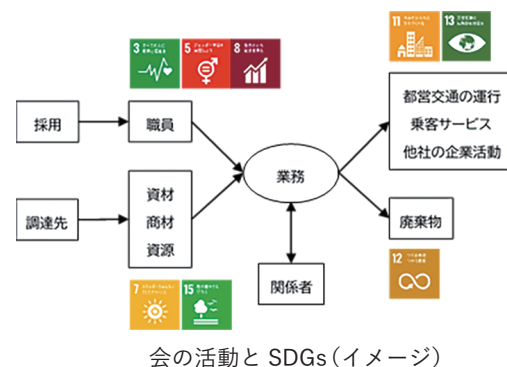 3
5
8
11
13
採用
職員
業務
都営交通の運行
乗客サービス
他社の企業活動
調達先
資材
商材
資源
廃棄物
関係者
7
15
12
会の活動と SDGs（イメージ）